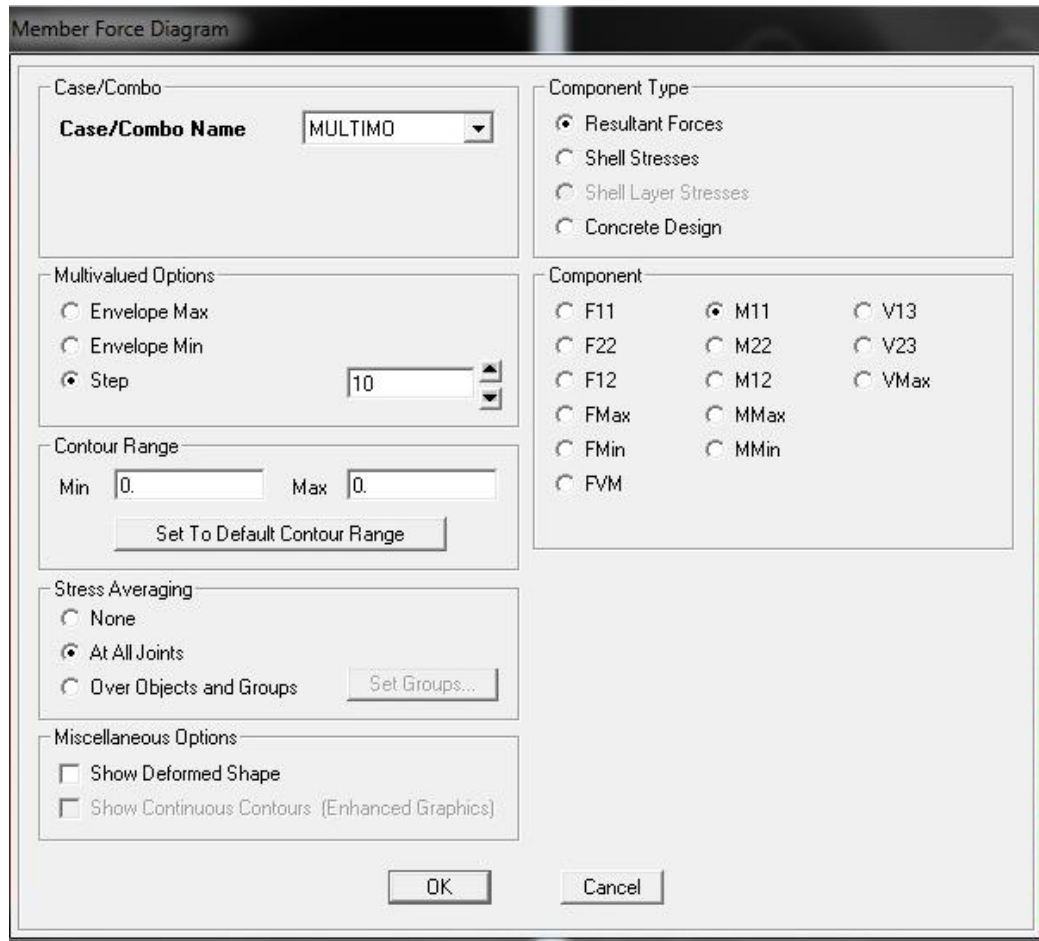 Member Force Diagram
Case/Combo
Case/Combo Name MULTIMO
Multivalued Options
Envelope Max
Envelope Min
Step 10
Contour Range
Min 0. Max 0.
Set To Default Contour Range
Stress Averaging
None
At All Joints
Over Objects and Groups Set Groups...
Miscellaneous Options
Show Deformed Shape
Show Continuous Contours (Enhanced Graphics)
Component Type
Resultant Forces
Shell Stresses
Shell Layer Stresses
Concrete Design
Component
F11 M11 V13
F22 M22 V23
F12 M12 VMax
FMax MMax
FMin MMin
FVM
OK Cancel